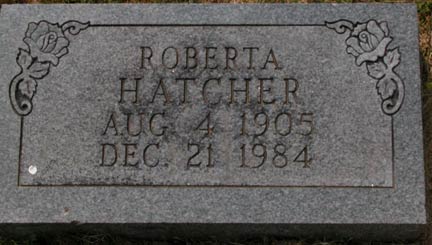 ROBERTA
HATCHER
AUG 4 1905
DEC. 21 1984